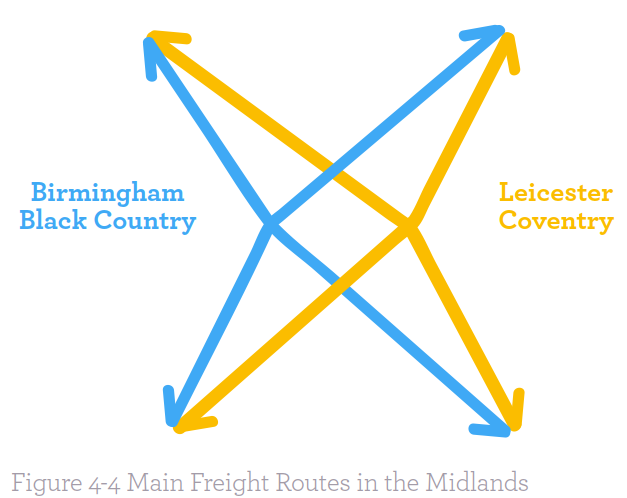 Birmingham
Black Country
Leicester
Coventry
Figure 4-4 Main Freight Routes in the Midlands